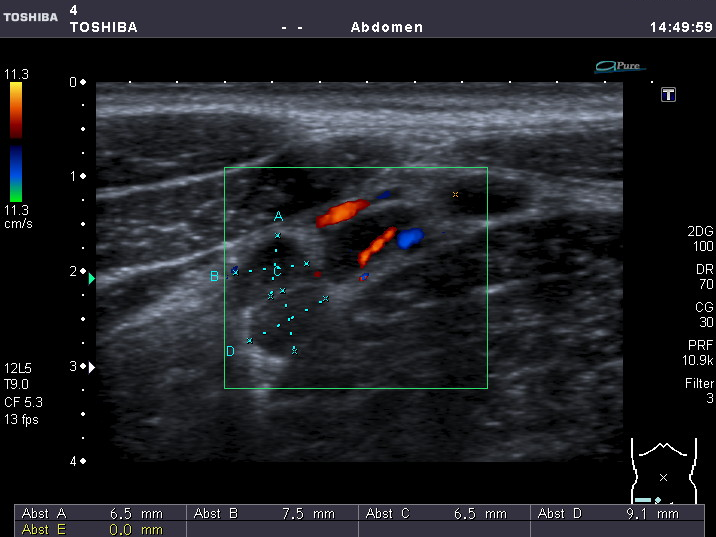 TOSHIBA
4
TOSHIBA - - Abdomen 14:49:59
aPure
11.3
11.3
cm/s
0
1
2
3
4
T
A
B
C
D
2DG
100
DR
70
CG
30
PRF
10.9k
Filter
3
12L5
T9.0
CF 5.3
13 fps
Abst A 6.5 mm Abst B 7.5 mm Abst C 6.5 mm Abst D 9.1 mm
Abst E 0.0 mm